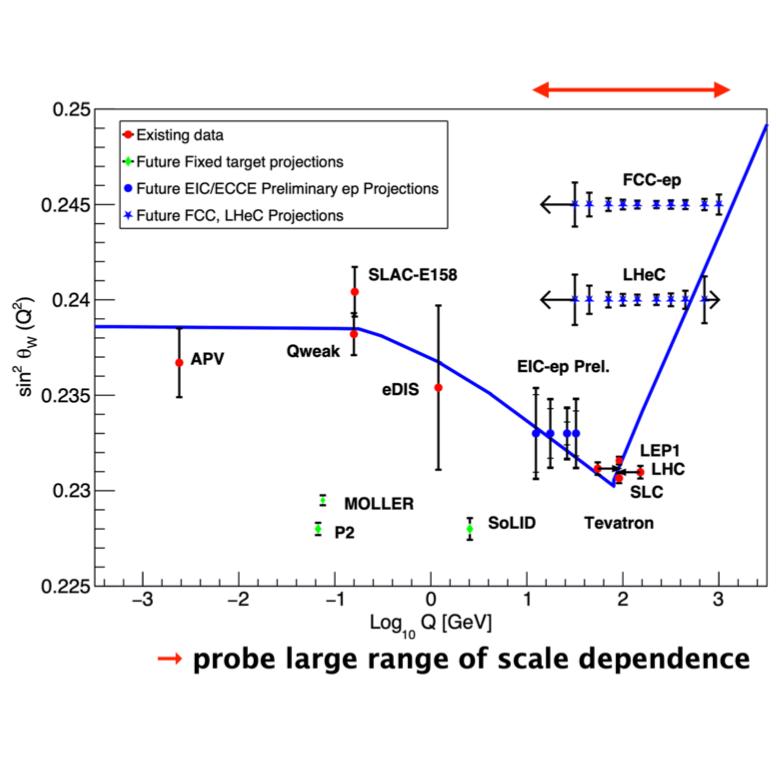 0.25
Existing data
Future Fixed target projections
Future EIC/ECCE Preliminary ep Projections
Future FCC, LHeC Projections
FCC-ep
0.245
SLAC-E158
LHeC
0.24
Qweak
APV
EIC-ep Prel.
eDIS
0.235
sin² θW (Q²)
LEP1
LHC
0.23
SLC
MOLLER
SoLID
Tevatron
P2
0.225
−3 −2 −1 0 1 2 3
Log10 Q [GeV]
→ probe large range of scale dependence